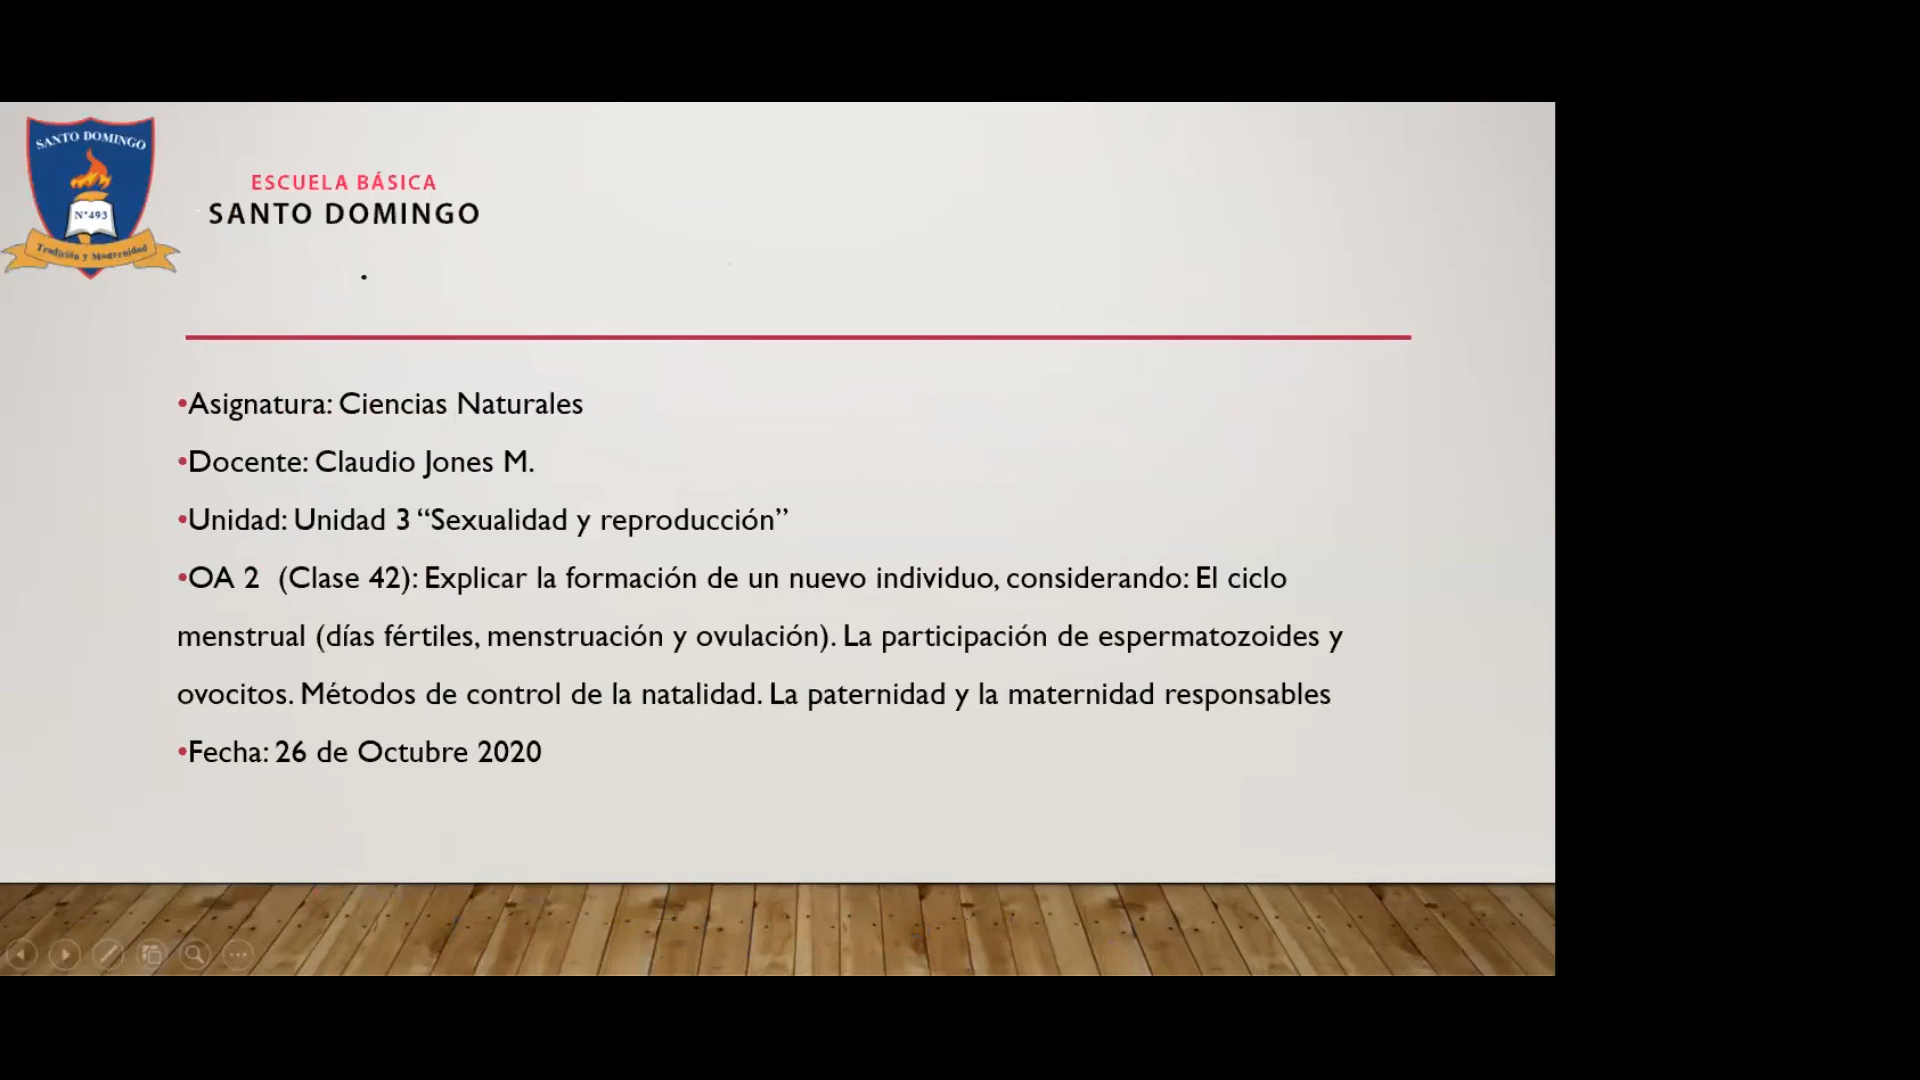 SANTO DOMINGO
N°493
Tradición y Modernidad
ESCUELA BÁSICA
SANTO DOMINGO
•Asignatura: Ciencias Naturales
•Docente: Claudio Jones M.
•Unidad: Unidad 3 “Sexualidad y reproducción”
•OA 2 (Clase 42): Explicar la formación de un nuevo individuo, considerando: El ciclo
menstrual (días fértiles, menstruación y ovulación). La participación de espermatozoides y
ovocitos. Métodos de control de la natalidad. La paternidad y la maternidad responsables
•Fecha: 26 de Octubre 2020